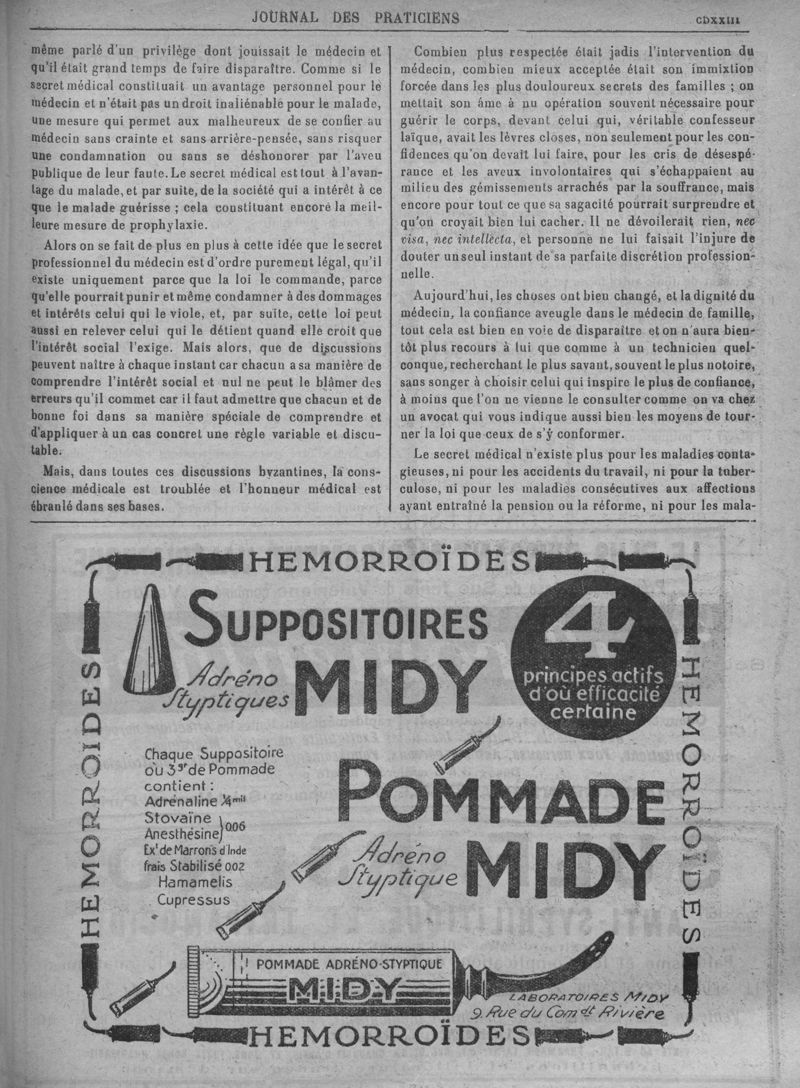 JOURNAL DES PRATICIENS
CDXXIII
même parlé d'un privilège dont jouissait le médecin et
qu'il était grand temps de faire disparaître. Comme si le
secret médical constituait un avantage personnel pour le
médecin et n'était pas un droit inaliénable pour le malade,
une mesure qui permet aux malheureux de se confier au
médecin sans crainte et sans arrière-pensée, sans risquer
une condamnation ou sans se déshonorer par l'aveu
publique de leur faute. Le secret médical est tout à l'avan-
tage du malade, et par suite, de la société qui a intérêt à ce
que le malade guérisse ; cela constituant encore la meil-
leure mesure de prophylaxie.
Alors on se fait de plus en plus à cette idée que le secret
professionnel du médecin est d'ordre purement légal, qu'il
existe uniquement parce que la loi le commande, parce
qu'elle pourrait punir et même condamner à des dommages
et intérêts celui qui le viole, et, par suite, cette loi peut
aussi en relever celui qui le détient quand elle croit que
l'intérêt social l'exige. Mais alors, que de discussions
peuvent naître à chaque instant car chacun a sa manière de
comprendre l'intérêt social et nul ne peut le blâmer des
erreurs qu'il commet car il faut admettre que chacun et de
bonne foi dans sa manière spéciale de comprendre et
d'appliquer à un cas concret une règle variable et discu-
table.
Mais, dans toutes ces discussions byzantines, la cons-
cience médicale est troublée et l'honneur médical est
ébranlé dans ses bases.
Combien plus respectée était jadis l'intervention du
médecin, combien mieux acceptée était son immixtion
forcée dans les plus douloureux secrets des familles ; on
mettait son âme à nu opération souvent nécessaire pour
guérir le corps, devant celui qui, véritable confesseur
laïque, avait les lèvres closes, non seulement pour les con-
fidences qu'on devait lui faire, pour les cris de désespé-
rance et les aveux involontaires qui s'échappaient au
milieu des gémissements arrachés par la souffrance, mais
encore pour tout ce que sa sagacité pourrait surprendre et
qu'on croyait bien lui cacher. Il ne dévoilerait rien, nec
visa, nec intellecta, et personne ne lui faisait l'injure de
douter un seul instant de sa parfaite discrétion profession-
nelle.
Aujourd'hui, les choses ont bien changé, et la dignité du
médecin, la confiance aveugle dans le médecin de famille,
tout cela est bien en voie de disparaître et on n'aura bien-
tôt plus recours à lui que comme à un technicien quel-
conque, recherchant le plus savant, souvent le plus notoire,
sans songer à choisir celui qui inspire le plus de confiance,
à moins que l'on ne vienne le consulter comme on va chez
un avocat qui vous indique aussi bien les moyens de tour-
ner la loi que ceux de s'y conformer.
Le secret médical n'existe plus pour les maladies conta-
gieuses, ni pour les accidents du travail, ni pour la tuber-
culose, ni pour les maladies consécutives aux affections
ayant entraîné la pension ou la réforme, ni pour les mala-
HEMORROÏDES
HEMORROIDES
HEMORROÏDES
SUPPOSITOIRES
Adréno
Styptiques
MIDY
4
principes actifs
d'où efficacité
certaine
Chaque Suppositoire
ou 3gr de Pommade
contient :
Adrénaline ¼ mil
Stovaïne
Anesthésine } 006
Ext de Marrons d'Inde
frais Stabilisé 002
Hamamelis
Cupressus
POMMADE
Adréno
Styptique
MIDY
POMMADE ADRÉNO-STYPTIQUE
MIDY
LABORATOIRES MIDY
9. Rue du Comdt Rivière
HEMORROÏDES